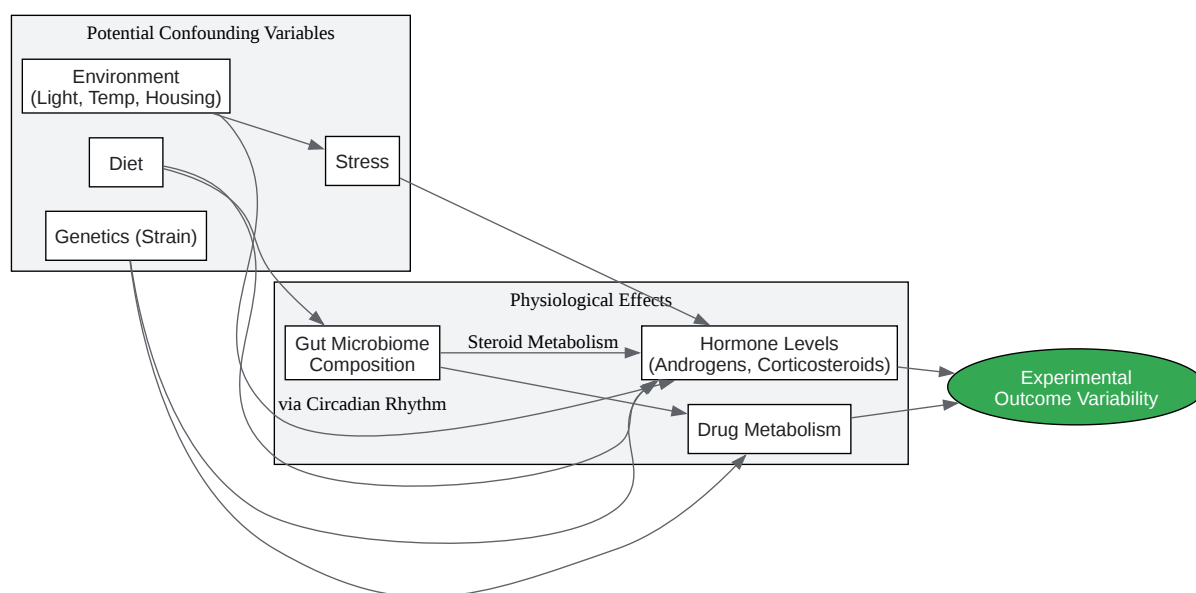 Potential Confounding Variables
Environment
(Light, Temp, Housing)
Diet
Stress
Genetics (Strain)
Physiological Effects
Gut Microbiome
Composition
Steroid Metabolism
Hormone Levels
(Androgens, Corticosteroids)
via Circadian Rhythm
Drug Metabolism
Experimental
Outcome Variability